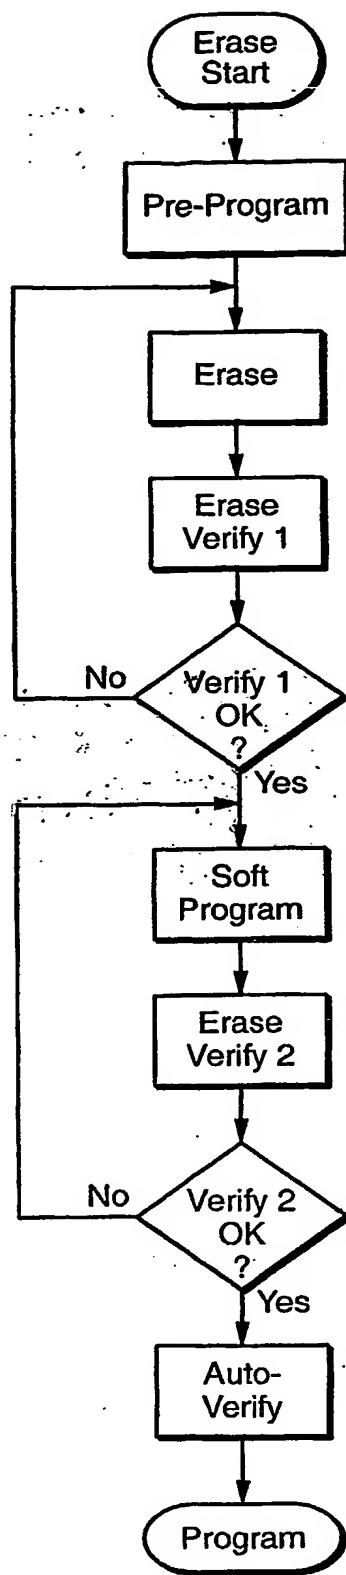 Erase
Start
Pre-Program
Erase
Erase
Verify 1
No
Verify 1
OK
?
Yes
Soft
Program
Erase
Verify 2
No
Verify 2
OK
?
Yes
Auto-
Verify
Program